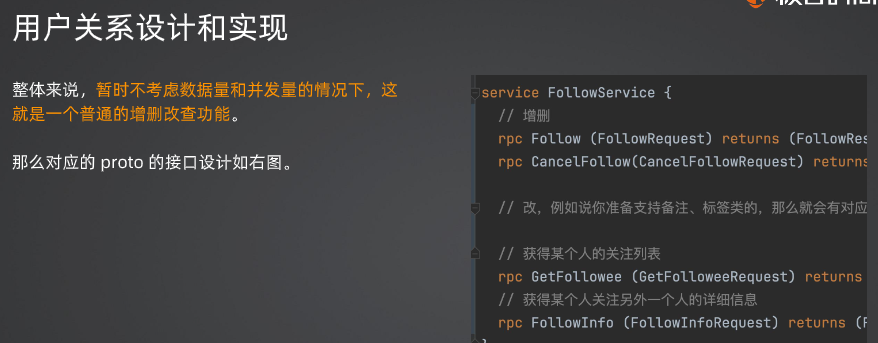 用户关系设计和实现
整体来说，暂时不考虑数据量和并发量的情况下，这
就是一个普通的增删改查功能。
那么对应的 proto 的接口设计如右图。
service FollowService {
// 增删
rpc Follow (FollowRequest) returns (FollowRes
rpc CancelFollow(CancelFollowRequest) returns
// 改，例如说你准备支持备注、标签类的，那么就会有对应
// 获得某个人的关注列表
rpc GetFollowee (GetFolloweeRequest) returns
// 获得某个人关注另外一个人的详细信息
rpc FollowInfo (FollowInfoRequest) returns (F
}